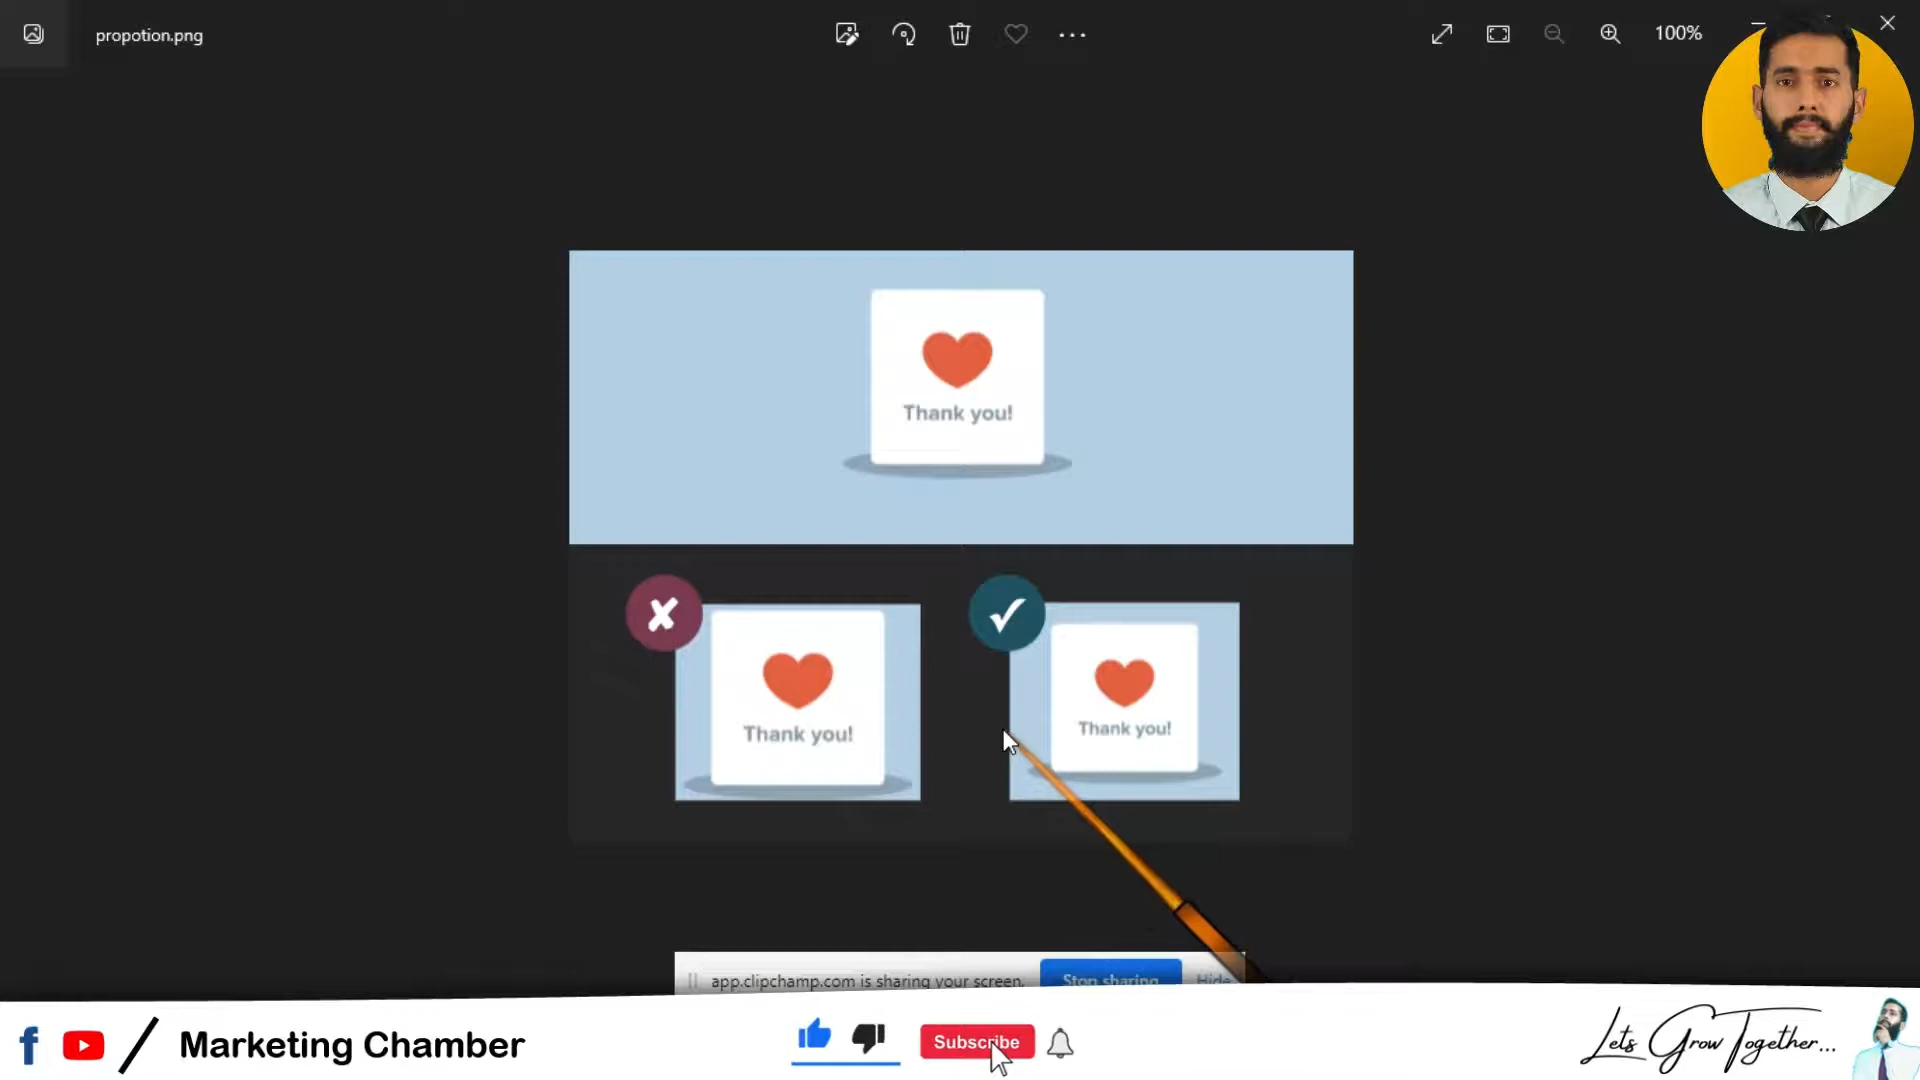 propotion.png
100%
Thank you!
Thank you!
Thank you!
app.clipchamp.com is sharing your screen.
Stop sharing
Hide
Marketing Chamber
Subscribe
Lets Grow Together...